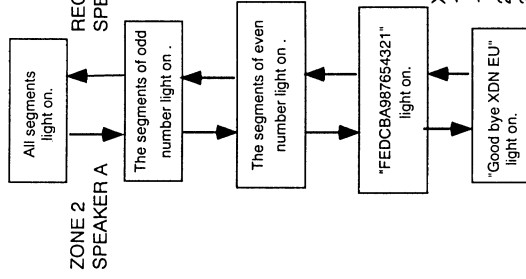 All segments
light on.
ZONE 2
SPEAKER A
The segments of odd
number light on .
The segments of even
number light on .
"FEDCBA987654321"
light on.
"Good bye XDN EU"
light on.